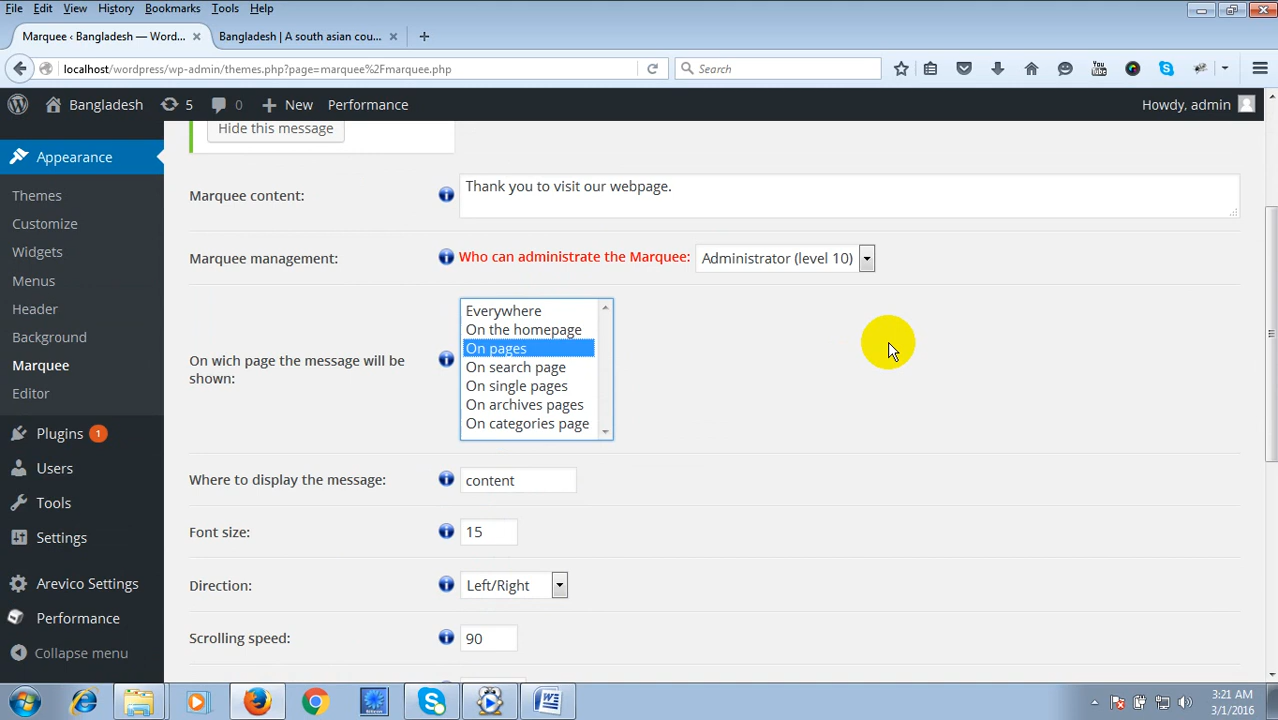 File Edit View History Bookmarks Tools Help
Marquee ‹ Bangladesh — Word...
Bangladesh | A south asian cou...
localhost/wordpress/wp-admin/themes.php?page=marquee%2Fmarquee.php
Search
You Tube
Bangladesh 5 0 New Performance Howdy, admin
Hide this message
Appearance
Themes
Customize
Widgets
Menus
Header
Background
Marquee
Editor
Plugins 1
Users
Tools
Settings
Arevico Settings
Performance
Collapse menu
Marquee content:
Thank you to visit our webpage.
Marquee management:
Who can administrate the Marquee: Administrator (level 10)
On wich page the message will be
shown:
Everywhere
On the homepage
On pages
On search page
On single pages
On archives pages
On categories page
Where to display the message: content
Font size: 15
Direction: Left/Right
Scrolling speed: 90
3:21 AM
3/1/2016